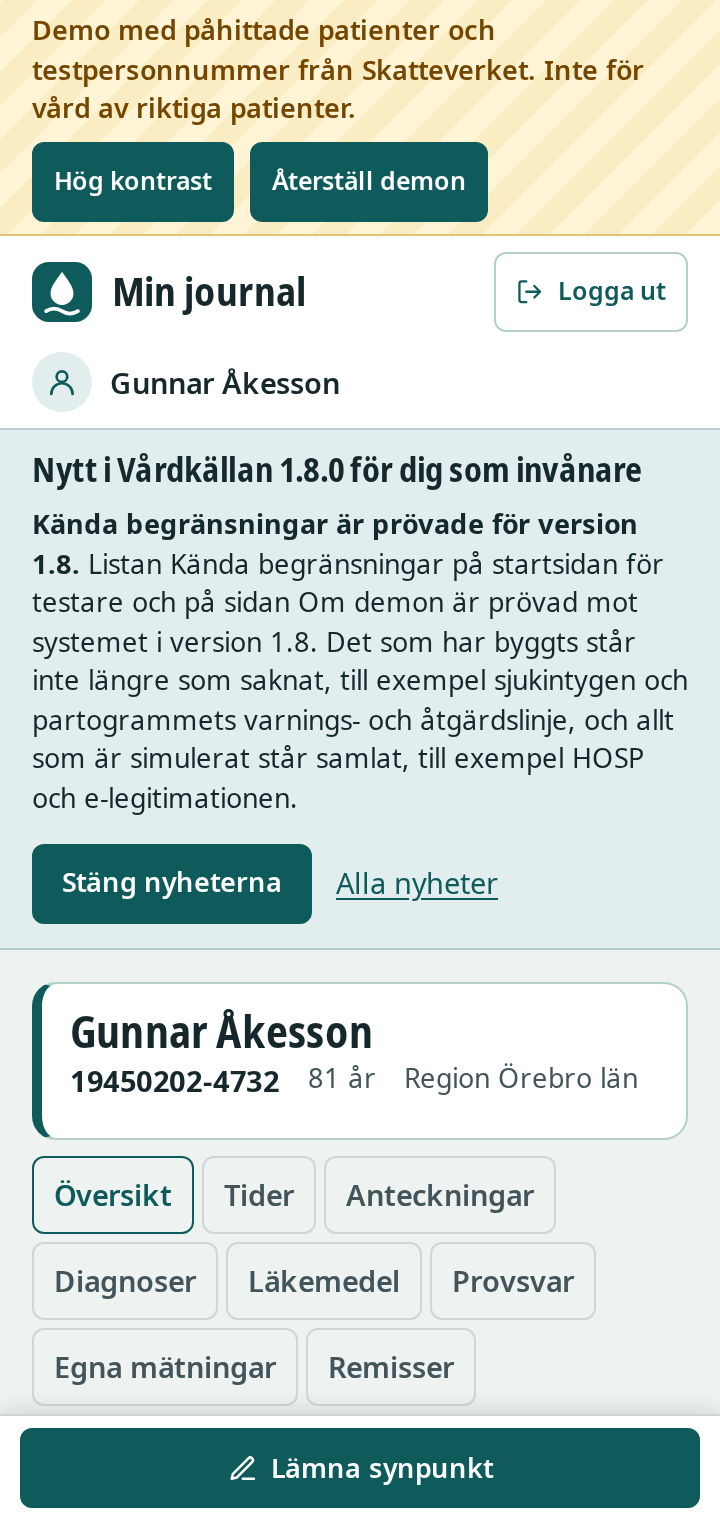 Demo med påhittade patienter och
testpersonnummer från Skatteverket. Inte för
vård av riktiga patienter.
Hög kontrast
Återställ demon
Min journal
Logga ut
Gunnar Åkesson
Nytt i Vårdkällan 1.8.0 för dig som invånare
Kända begränsningar är prövade för version
1.8. Listan Kända begränsningar på startsidan för
testare och på sidan Om demon är prövad mot
systemet i version 1.8. Det som har byggts står
inte längre som saknat, till exempel sjukintygen och
partogrammets varnings- och åtgärdslinje, och allt
som är simulerat står samlat, till exempel HOSP
och e-legitimationen.
Stäng nyheterna
Alla nyheter
Gunnar Åkesson
19450202-4732 81 år Region Örebro län
Översikt
Tider
Anteckningar
Diagnoser
Läkemedel
Provsvar
Egna mätningar
Remisser
Lämna synpunkt